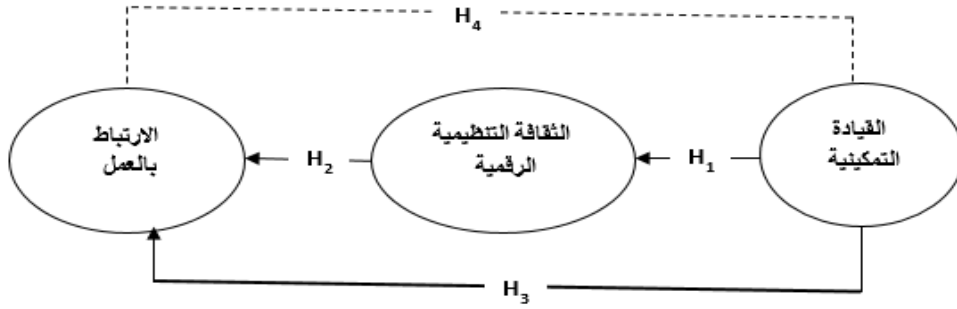 H4
القيادة
التمكينية
H1
الثقافة التنظيمية
الرقمية
H2
الارتباط
بالعمل
H3